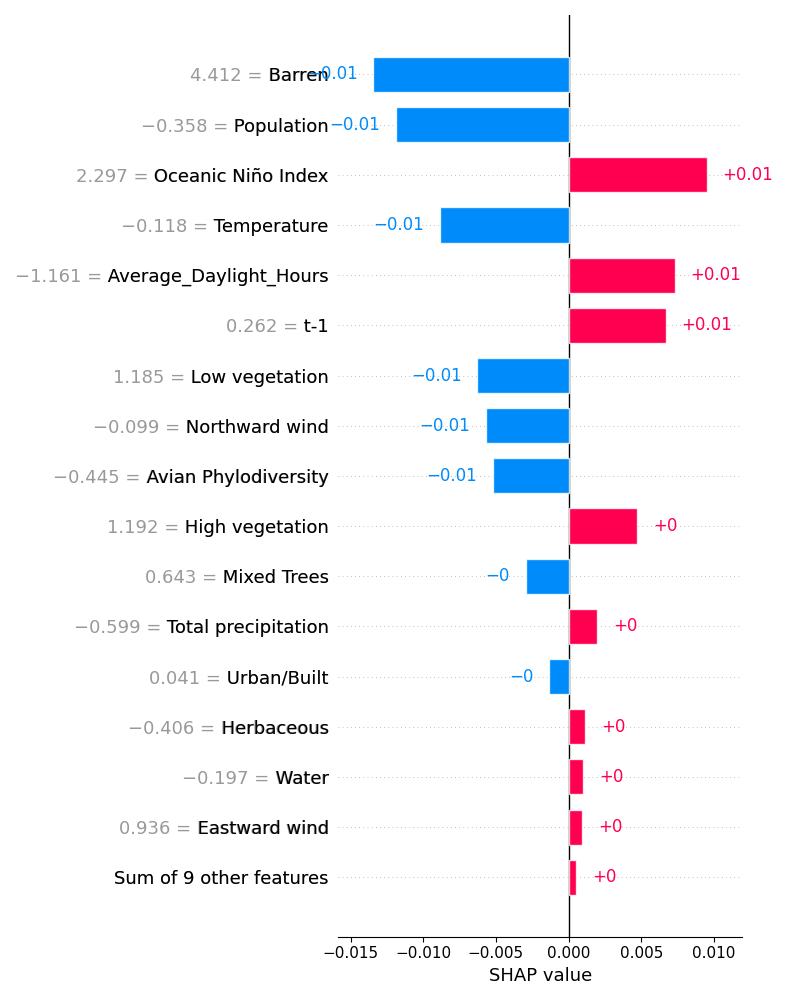 4.412 = Barren −0.01
−0.358 = Population −0.01
2.297 = Oceanic Niño Index +0.01
−0.118 = Temperature −0.01
−1.161 = Average_Daylight_Hours +0.01
0.262 = t-1 +0.01
1.185 = Low vegetation −0.01
−0.099 = Northward wind −0.01
−0.445 = Avian Phylodiversity −0.01
1.192 = High vegetation +0
0.643 = Mixed Trees −0
−0.599 = Total precipitation +0
0.041 = Urban/Built −0
−0.406 = Herbaceous +0
−0.197 = Water +0
0.936 = Eastward wind +0
Sum of 9 other features +0
−0.015 −0.010 −0.005 0.000 0.005 0.010
SHAP value